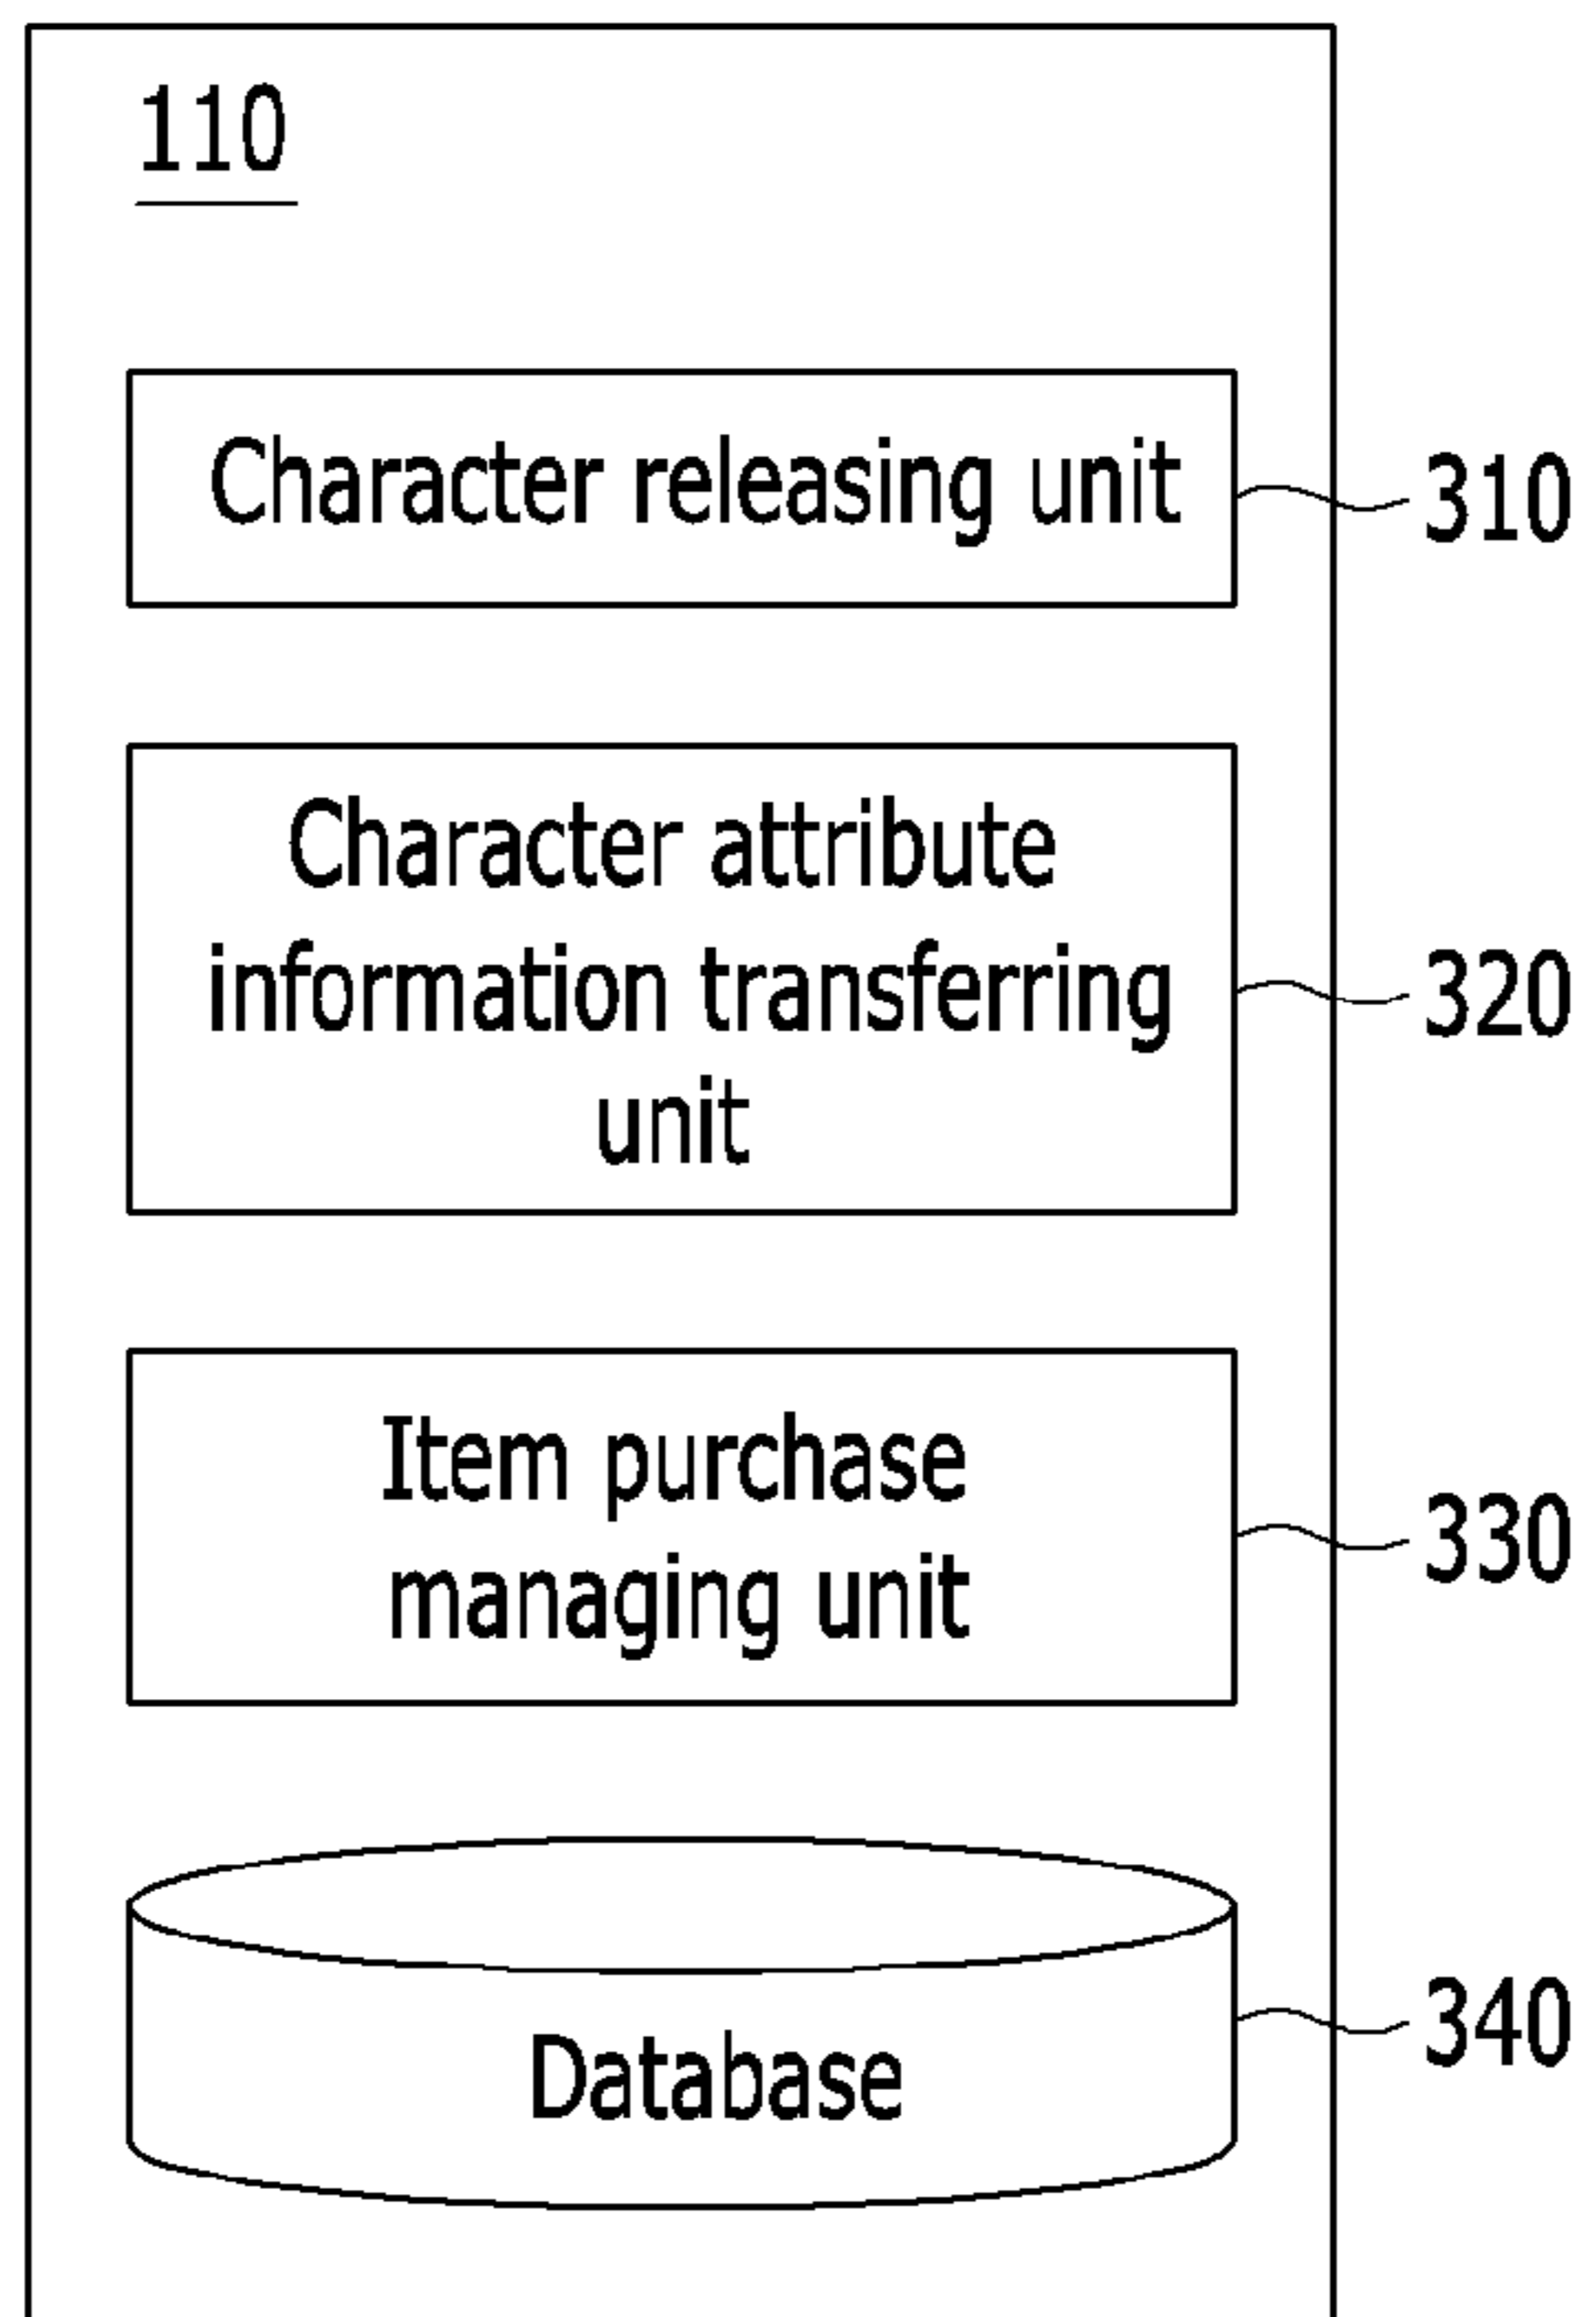 110
Character releasing unit
310
Character attribute
information transferring
unit
320
Item purchase
managing unit
330
Database
340